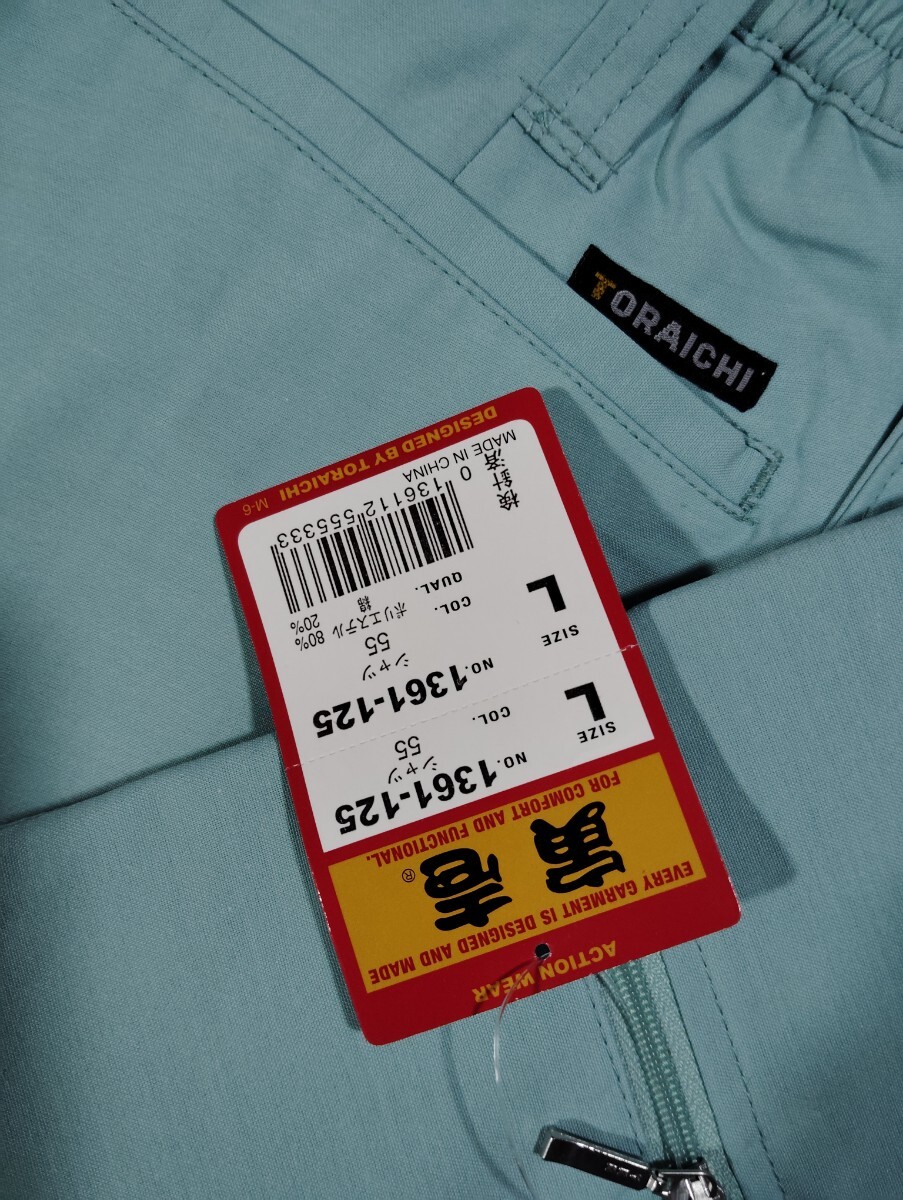 TORAICHI
ACTION WEAR
EVERY GARMENT IS DESIGNED AND MADE
寅壱®
FOR COMFORT AND FUNCTIONAL.
NO. 1361-125
シャツ
COL. 55
SIZE L
NO. 1361-125
シャツ
COL. 55
SIZE L
QUAL. ポリエステル 80%
綿 20%
0 136112 555333
MADE IN CHINA
検針済
DESIGNED BY TORAICHI M-6